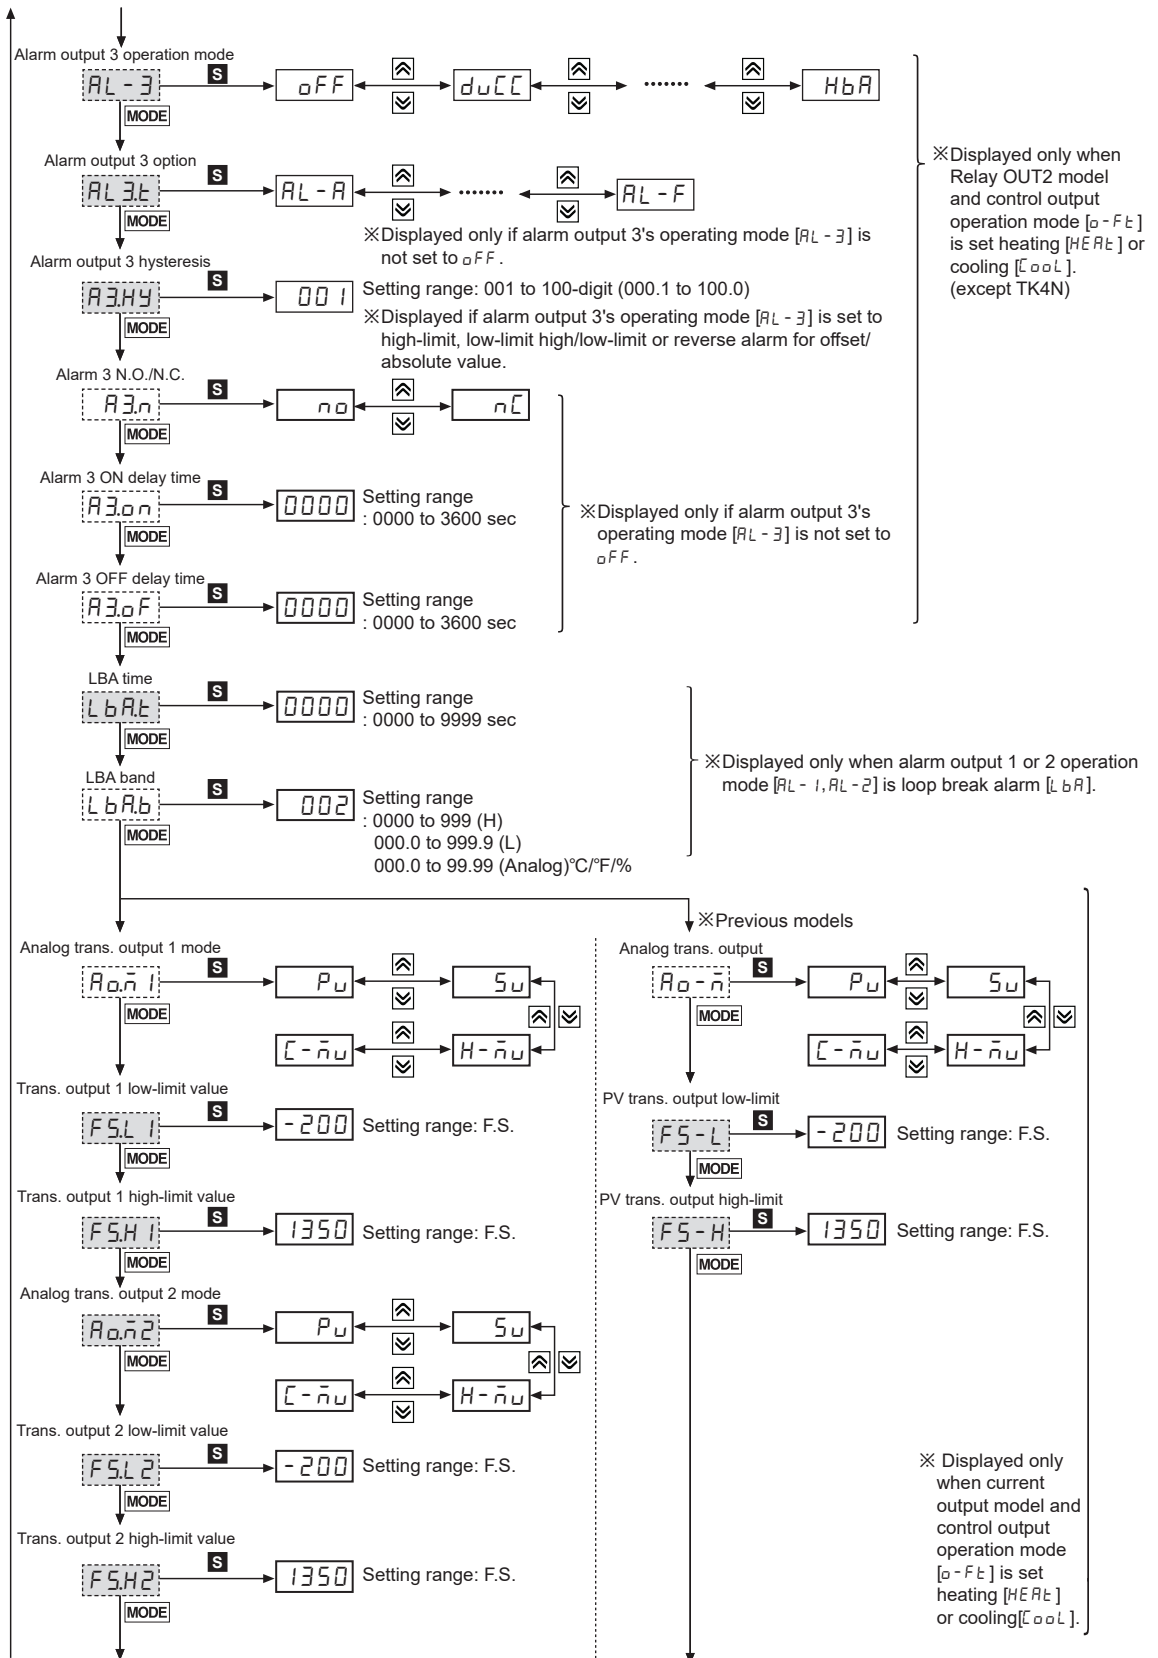 Alarm output 3 operation mode
AL-3 S oFF duCC ······· HbA
MODE
Alarm output 3 option
AL3.t S AL-A ······· AL-F
MODE
※Displayed only if alarm output 3's operating mode [AL-3] is
not set to oFF.
Alarm output 3 hysteresis
A3.HY S 001 Setting range: 001 to 100-digit (000.1 to 100.0)
MODE
※Displayed if alarm output 3's operating mode [AL-3] is set to
high-limit, low-limit high/low-limit or reverse alarm for offset/
absolute value.
Alarm 3 N.O./N.C.
A3.n S no nC
MODE
Alarm 3 ON delay time
A3.on S 0000 Setting range
: 0000 to 3600 sec
MODE
Alarm 3 OFF delay time
A3.oF S 0000 Setting range
: 0000 to 3600 sec
MODE
※Displayed only if alarm output 3's
operating mode [AL-3] is not set to
oFF.
※Displayed only when
Relay OUT2 model
and control output
operation mode [o-Ft]
is set heating [HEAt] or
cooling [CooL].
(except TK4N)
LBA time
LbA.t S 0000 Setting range
: 0000 to 9999 sec
MODE
LBA band
LbA.b S 002 Setting range
: 0000 to 999 (H)
000.0 to 999.9 (L)
000.0 to 99.99 (Analog)°C/°F/%
MODE
※Displayed only when alarm output 1 or 2 operation
mode [AL-1,AL-2] is loop break alarm [LbA].
Analog trans. output 1 mode
Ao.m1 S Pv Sv
MODE
C-mv H-mv
Trans. output 1 low-limit value
FS.L1 S -200 Setting range: F.S.
MODE
Trans. output 1 high-limit value
FS.H1 S 1350 Setting range: F.S.
MODE
Analog trans. output 2 mode
Ao.m2 S Pv Sv
MODE
C-mv H-mv
Trans. output 2 low-limit value
FS.L2 S -200 Setting range: F.S.
MODE
Trans. output 2 high-limit value
FS.H2 S 1350 Setting range: F.S.
MODE
※Previous models
Analog trans. output
Ao-m S Pv Sv
MODE
C-mv H-mv
PV trans. output low-limit
FS-L S -200 Setting range: F.S.
MODE
PV trans. output high-limit
FS-H S 1350 Setting range: F.S.
MODE
※ Displayed only
when current
output model and
control output
operation mode
[o-Ft] is set
heating [HEAt]
or cooling[CooL].